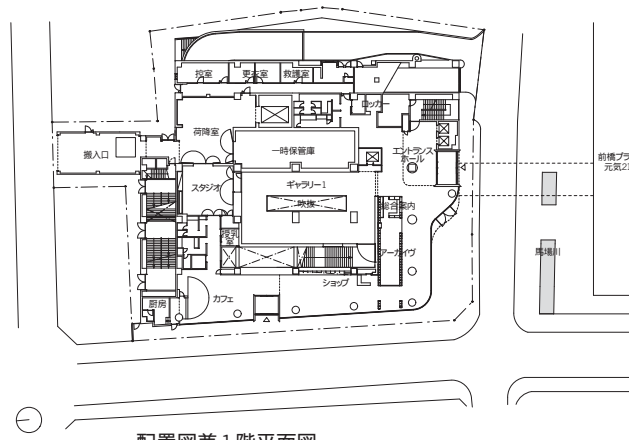 控室
更衣室
救護室
ロッカー
荷降室
搬入口
一時保管庫
エントランス
ホール
前橋プラ
元気21
スタジオ
ギャラリー1
吹抜
総合案内
授乳
室
アーカイヴ
馬場川
ショップ
カフェ
厨房
配置図兼1階平面図